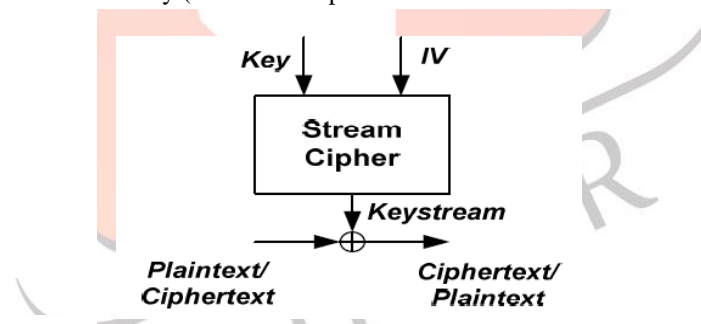 Key
IV
Stream
Cipher
Keystream
Plaintext/
Ciphertext
Ciphertext/
Plaintext
R